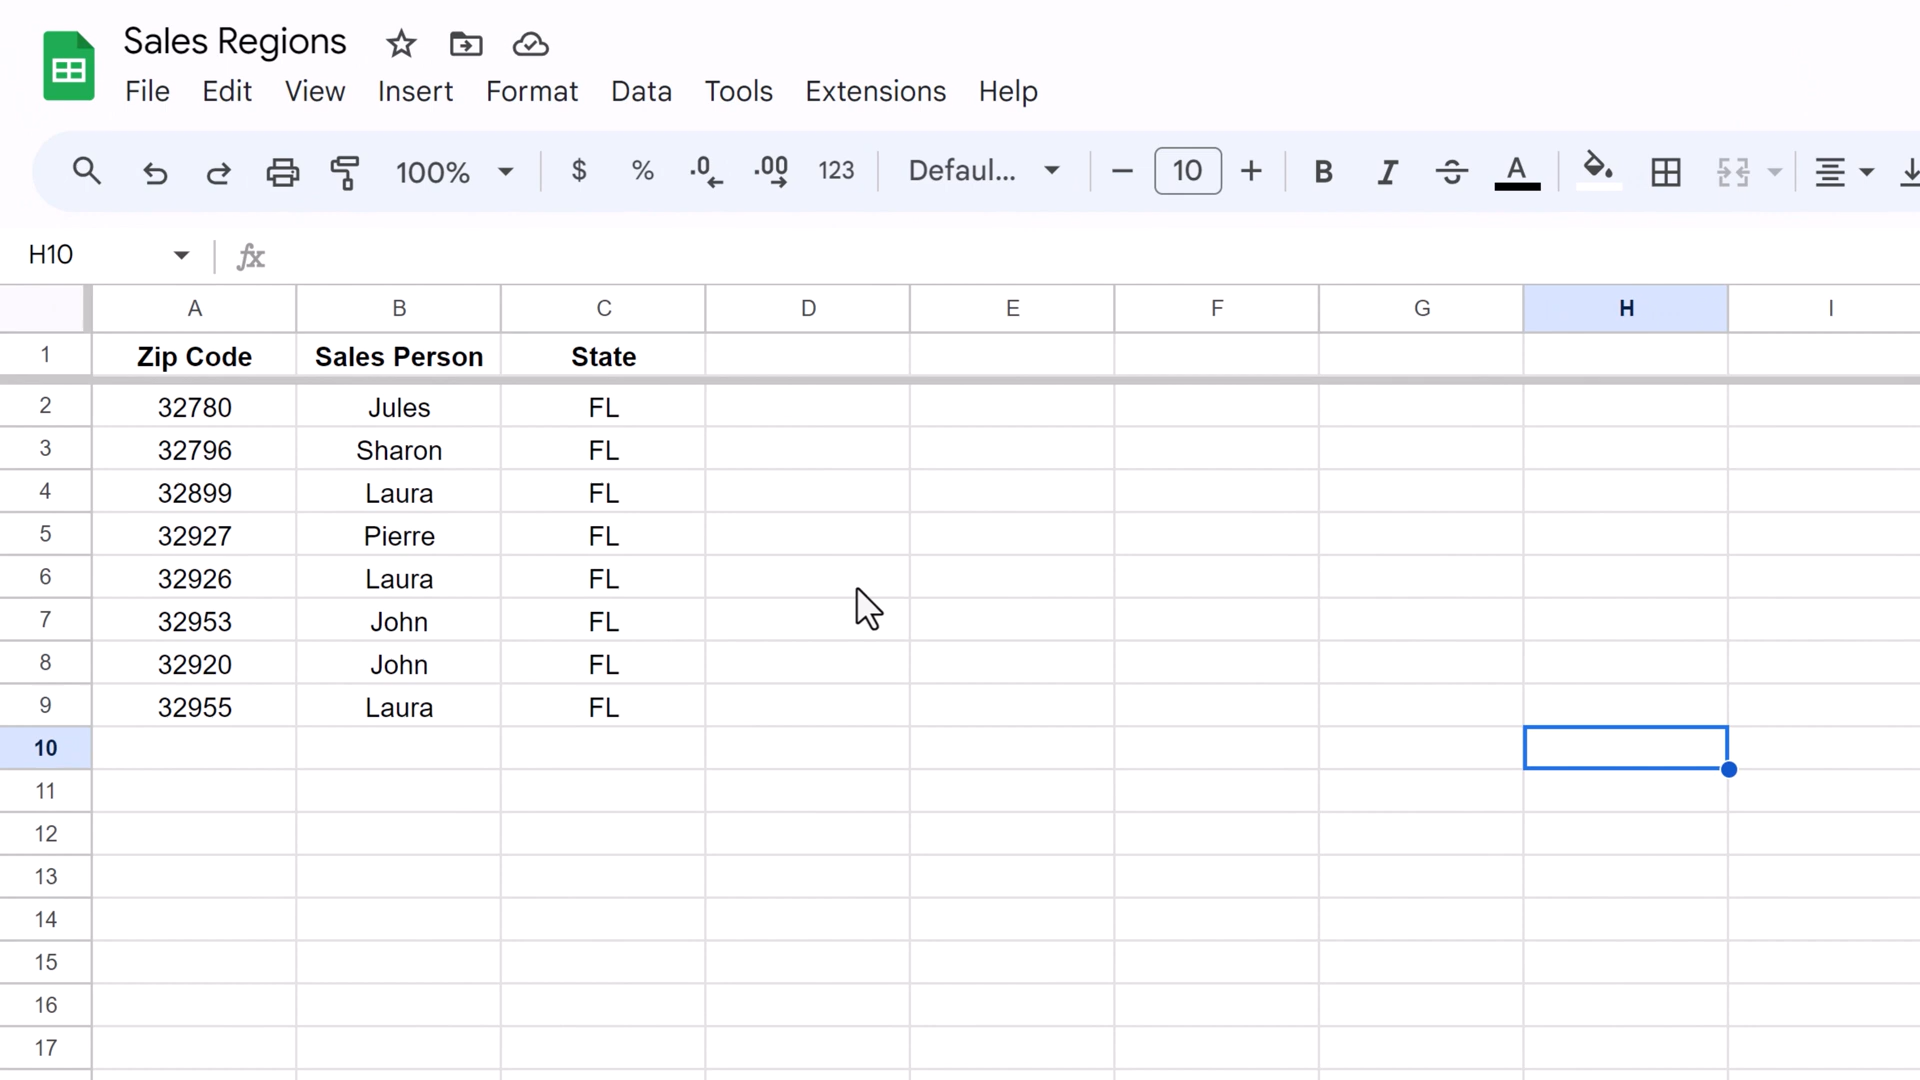 Sales Regions
File Edit View Insert Format Data Tools Extensions Help
100% $ % .0 .00 123 Defaul... 10 B I S A
H10 fx
A B C D E F G H I
1 Zip Code Sales Person State
2 32780 Jules FL
3 32796 Sharon FL
4 32899 Laura FL
5 32927 Pierre FL
6 32926 Laura FL
7 32953 John FL
8 32920 John FL
9 32955 Laura FL
10
11
12
13
14
15
16
17